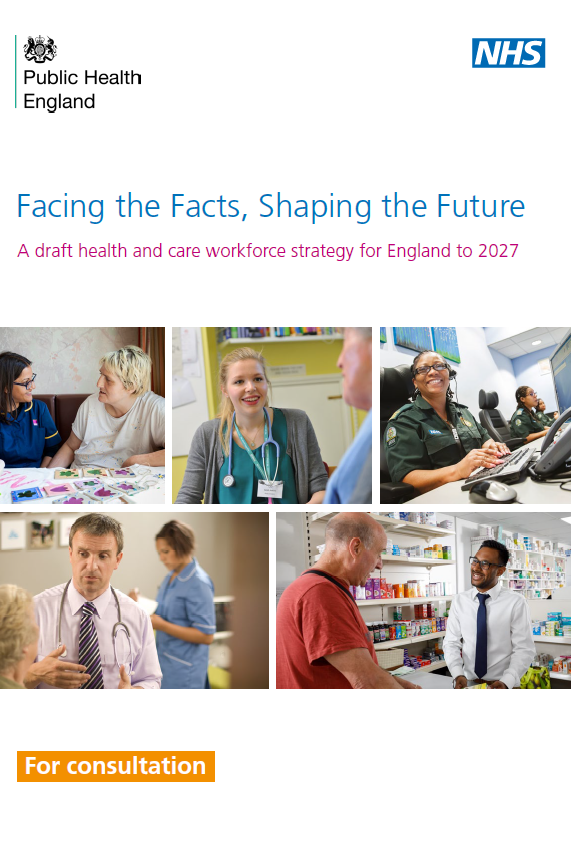 Public Health
England
NHS
Facing the Facts, Shaping the Future
A draft health and care workforce strategy for England to 2027
For consultation